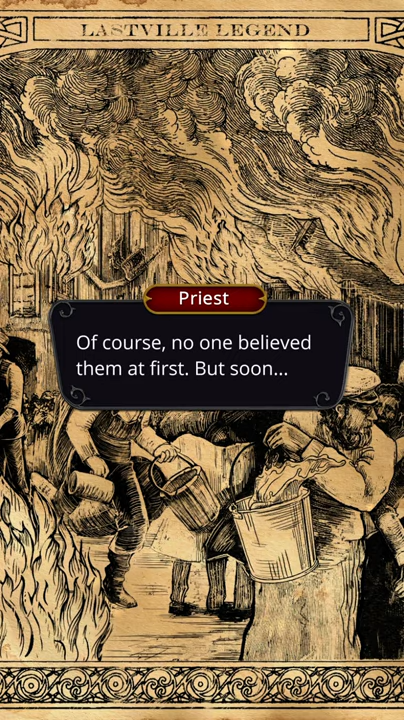 LASTVILLE LEGEND
Priest
Of course, no one believed
them at first. But soon...